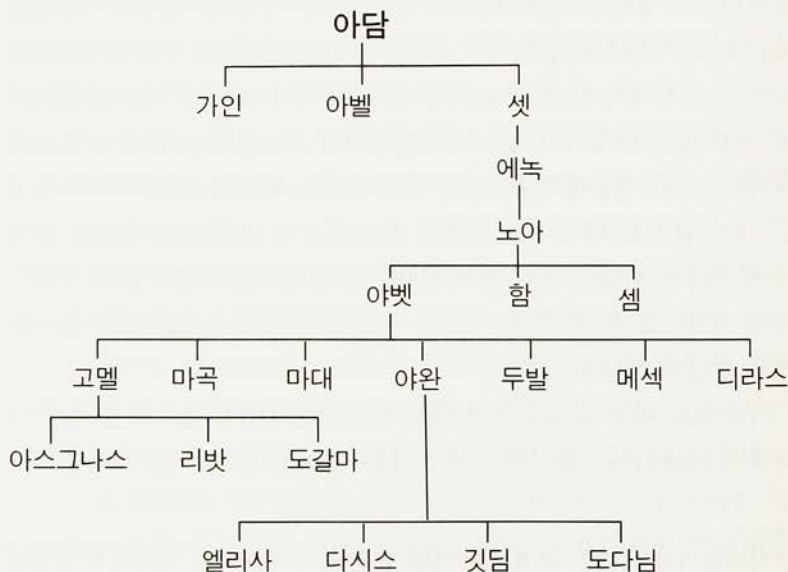 아담
가인 아벨 셋
에녹
노아
야벳 함 셈
고멜 마곡 마대 야완 두발 메섹 디라스
아스그나스 리밧 도갈마
엘리사 다시스 깃딤 도다님